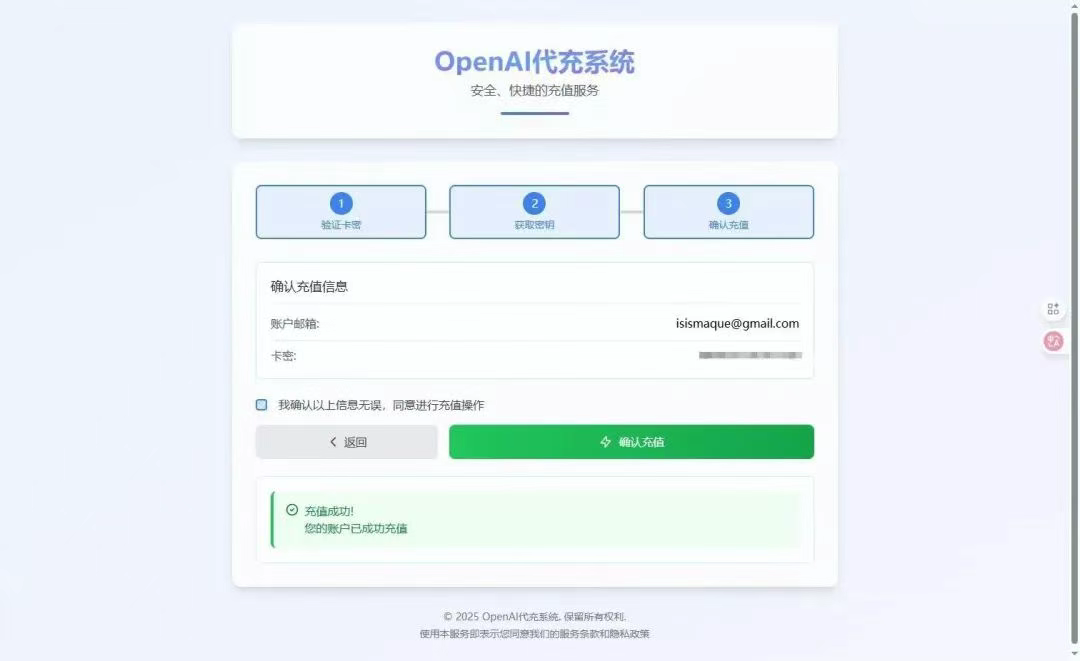 OpenAI代充系统
安全、快捷的充值服务
1
验证卡密
2
获取密钥
3
确认充值
确认充值信息
账户邮箱:
isismaque@gmail.com
卡密:
我确认以上信息无误，同意进行充值操作
返回
确认充值
充值成功!
您的账户已成功充值
© 2025 OpenAI代充系统. 保留所有权利.
使用本服务即表示您同意我们的服务条款和隐私政策